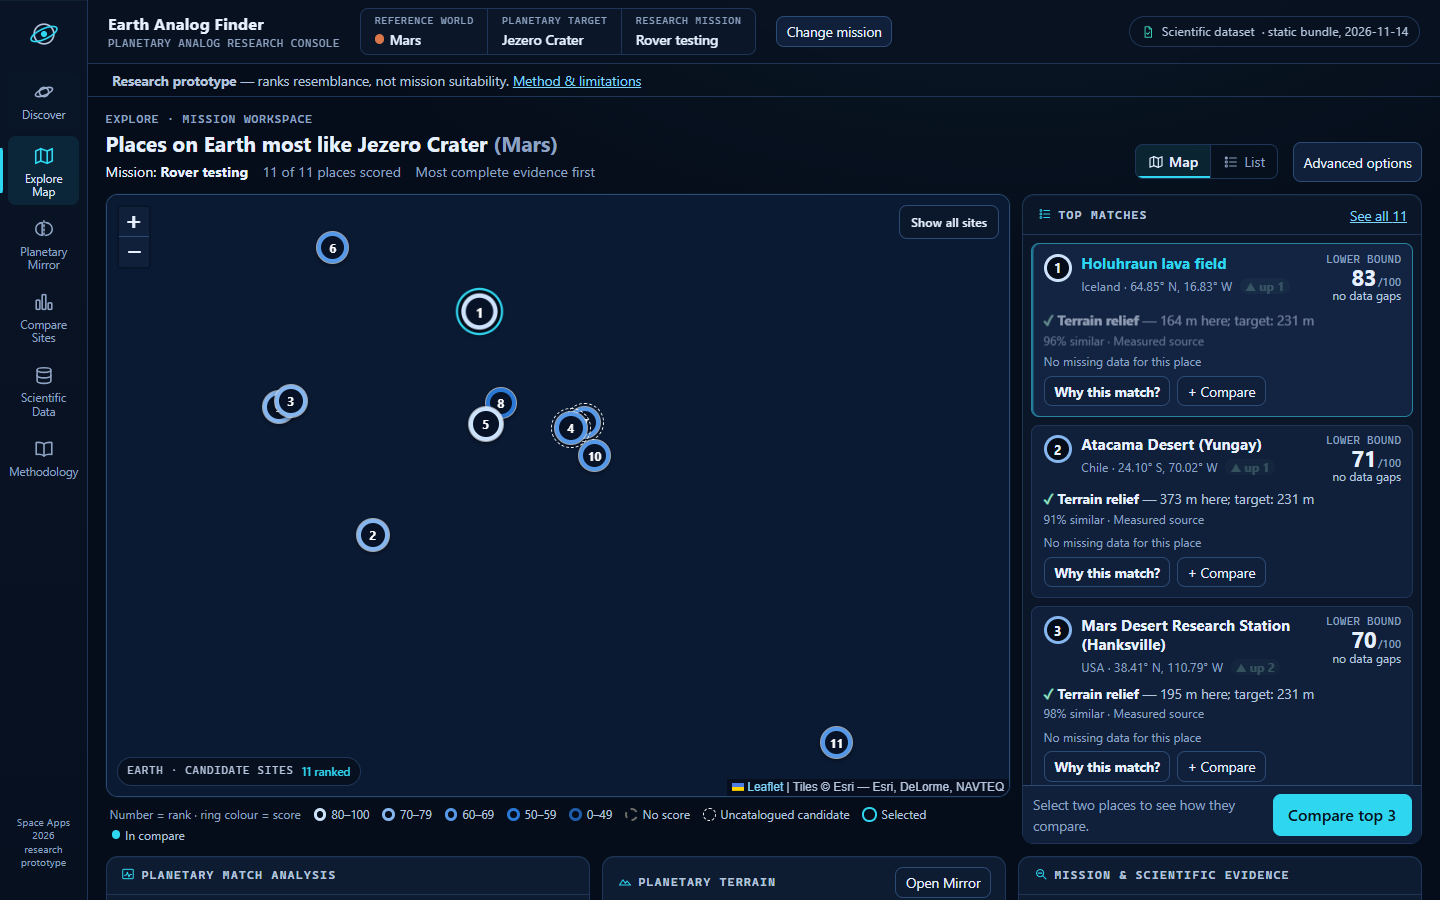 Earth Analog Finder
PLANETARY ANALOG RESEARCH CONSOLE
REFERENCE WORLD
Mars
PLANETARY TARGET
Jezero Crater
RESEARCH MISSION
Rover testing
Change mission
Scientific dataset · static bundle, 2026-11-14
Research prototype — ranks resemblance, not mission suitability. Method & limitations
Discover
Explore
Map
Planetary
Mirror
Compare
Sites
Scientific
Data
Methodology
Space Apps
2026
research
prototype
EXPLORE · MISSION WORKSPACE
Places on Earth most like Jezero Crater (Mars)
Mission: Rover testing 11 of 11 places scored Most complete evidence first
Map
List
Advanced options
+
−
Show all sites
6
1
3
8
5
4
10
2
11
EARTH · CANDIDATE SITES 11 ranked
Leaflet | Tiles © Esri — Esri, DeLorme, NAVTEQ
Number = rank · ring colour = score 80–100 70–79 60–69 50–59 0–49 No score Uncatalogued candidate Selected
In compare
TOP MATCHES
See all 11
1
Holuhraun lava field
Iceland · 64.85° N, 16.83° W ▲ up 1
LOWER BOUND
83/100
no data gaps
✓ Terrain relief — 164 m here; target: 231 m
96% similar · Measured source
No missing data for this place
Why this match?
+ Compare
2
Atacama Desert (Yungay)
Chile · 24.10° S, 70.02° W ▲ up 1
LOWER BOUND
71/100
no data gaps
✓ Terrain relief — 373 m here; target: 231 m
91% similar · Measured source
No missing data for this place
Why this match?
+ Compare
3
Mars Desert Research Station
(Hanksville)
USA · 38.41° N, 110.79° W ▲ up 2
LOWER BOUND
70/100
no data gaps
✓ Terrain relief — 195 m here; target: 231 m
98% similar · Measured source
No missing data for this place
Why this match?
+ Compare
Select two places to see how they
compare.
Compare top 3
PLANETARY MATCH ANALYSIS
PLANETARY TERRAIN
Open Mirror
MISSION & SCIENTIFIC EVIDENCE